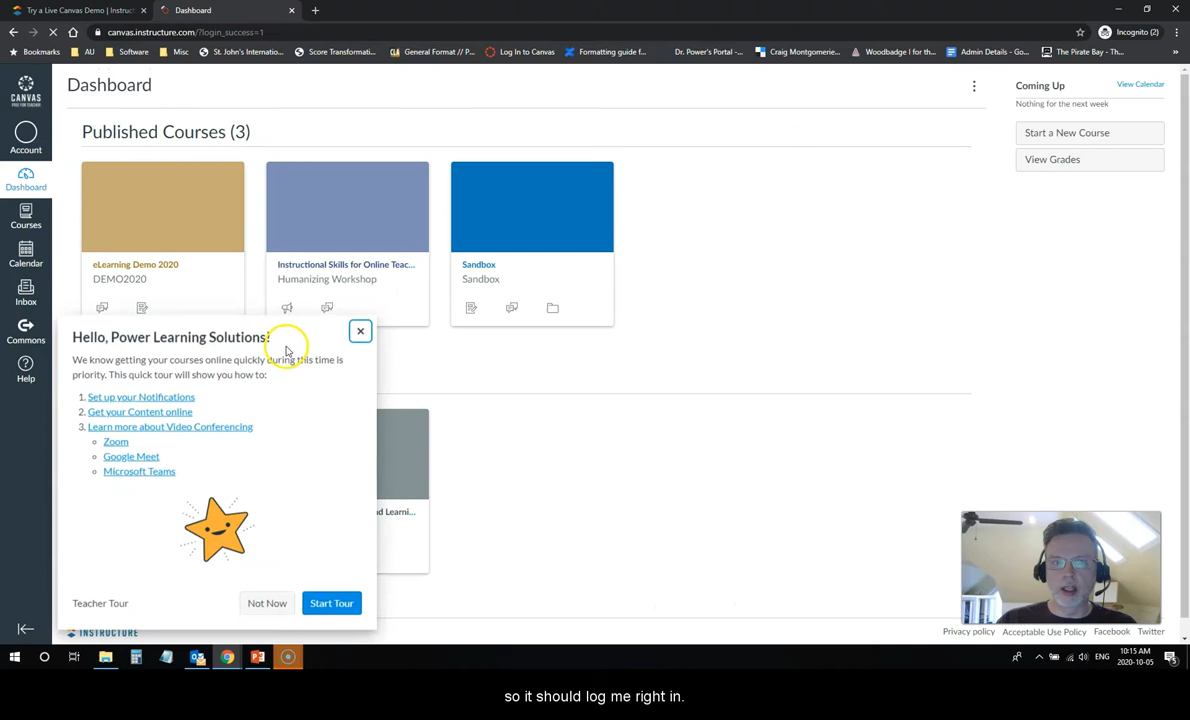 Try a Live Canvas Demo | Instruct
Dashboard
canvas.instructure.com/?login_success=1
Incognito (2)
Bookmarks
AU
Software
Misc
St. John's Internatio...
Score Transformati...
General Format // P...
Log In to Canvas
Formatting guide f...
Dr. Power's Portal -...
Craig Montgomerie...
Woodbadge I for th...
Admin Details - Go...
The Pirate Bay - Th...
CANVAS
Account
Dashboard
Courses
Calendar
Inbox
Commons
Help
Dashboard
Published Courses (3)
eLearning Demo 2020
DEMO2020
Instructional Skills for Online Teac...
Humanizing Workshop
Sandbox
Sandbox
Coming Up
View Calendar
Nothing for the next week
Start a New Course
View Grades
Hello, Power Learning Solutions!
We know getting your courses online quickly during this time is
priority. This quick tour will show you how to:
1. Set up your Notifications
2. Get your Content online
3. Learn more about Video Conferencing
Zoom
Google Meet
Microsoft Teams
Teacher Tour
Not Now
Start Tour
nd Learni...
INSTRUCTURE
Privacy policy
Acceptable Use Policy
Facebook
Twitter
ENG
10:15 AM
2020-10-05
so it should log me right in.